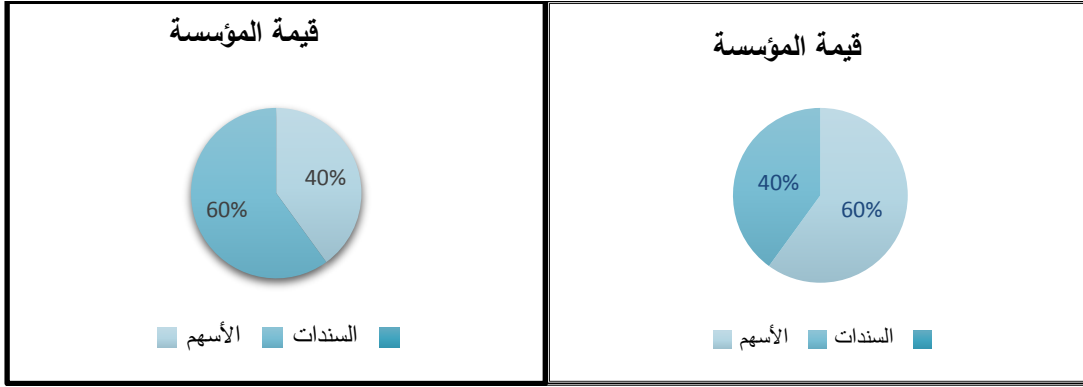 قيمة المؤسسة
40%
60%
الأسهم السندات
قيمة المؤسسة
40%
60%
الأسهم السندات